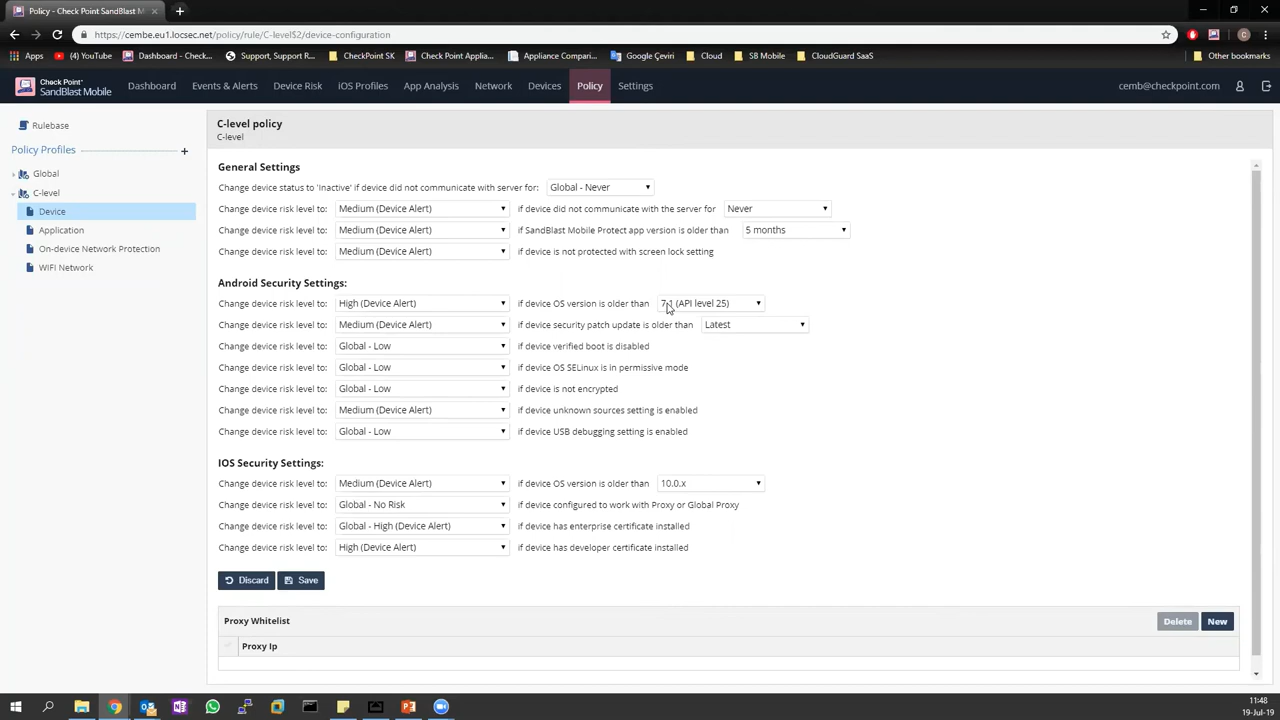 Policy - Check Point SandBlast M
https://cembe.eu1.locsec.net/policy/rule/C-level$2/device-configuration
Apps
(4) YouTube
Dashboard - Check...
Support, Support R...
CheckPoint SK
Check Point Applia...
Appliance Compari...
Google Çeviri
Cloud
SB Mobile
CloudGuard SaaS
Other bookmarks
Check Point
SandBlast Mobile
Dashboard
Events & Alerts
Device Risk
iOS Profiles
App Analysis
Network
Devices
Policy
Settings
cemb@checkpoint.com
Rulebase
Policy Profiles
Global
C-level
Device
Application
On-device Network Protection
WIFI Network
C-level policy
C-level
General Settings
Change device status to 'Inactive' if device did not communicate with server for: Global - Never
Change device risk level to: Medium (Device Alert) if device did not communicate with the server for Never
Change device risk level to: Medium (Device Alert) if SandBlast Mobile Protect app version is older than 5 months
Change device risk level to: Medium (Device Alert) if device is not protected with screen lock setting
Android Security Settings:
Change device risk level to: High (Device Alert) if device OS version is older than 7.1 (API level 25)
Change device risk level to: Medium (Device Alert) if device security patch update is older than Latest
Change device risk level to: Global - Low if device verified boot is disabled
Change device risk level to: Global - Low if device OS SELinux is in permissive mode
Change device risk level to: Global - Low if device is not encrypted
Change device risk level to: Medium (Device Alert) if device unknown sources setting is enabled
Change device risk level to: Global - Low if device USB debugging setting is enabled
IOS Security Settings:
Change device risk level to: Medium (Device Alert) if device OS version is older than 10.0.x
Change device risk level to: Global - No Risk if device configured to work with Proxy or Global Proxy
Change device risk level to: Global - High (Device Alert) if device has enterprise certificate installed
Change device risk level to: High (Device Alert) if device has developer certificate installed
Discard
Save
Proxy Whitelist
Delete
New
Proxy Ip
11:48
19-Jul-19